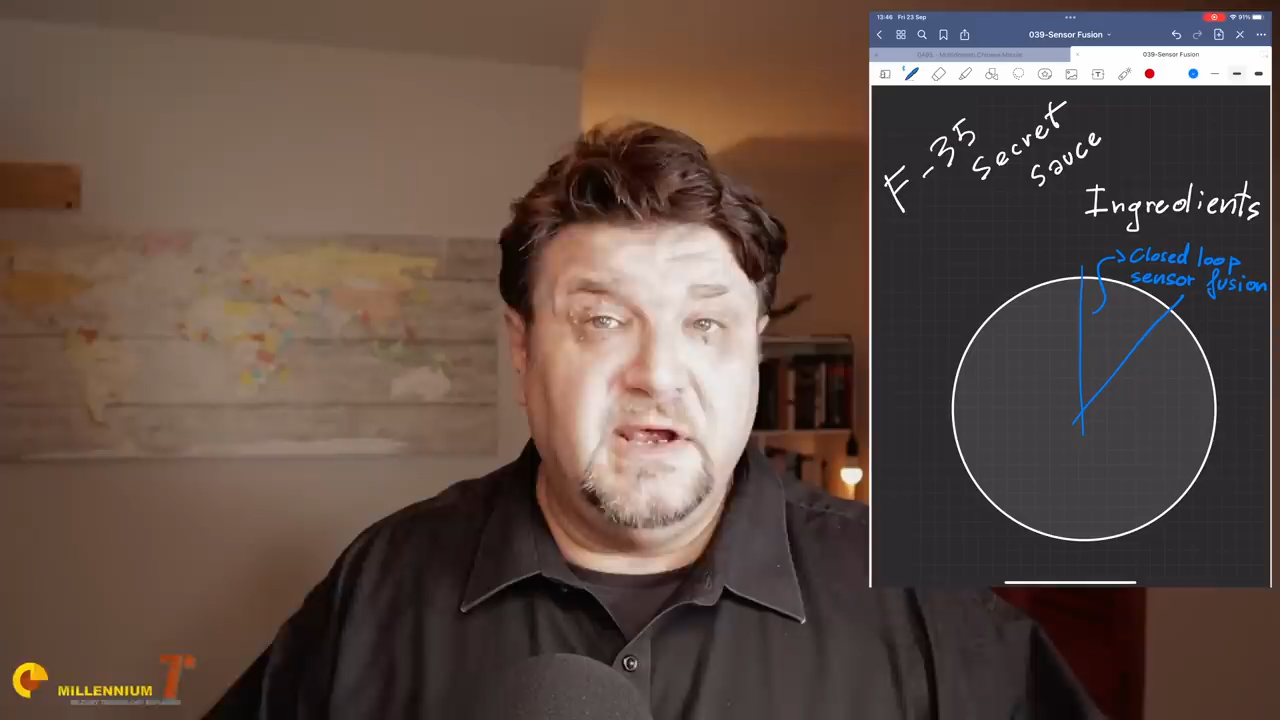 13:46 Fri 23 Sep
91%
039-Sensor Fusion
039-Sensor Fusion
F-35
Secret
sauce
Ingredients
closed loop
sensor fusion
MILLENNIUM 7*